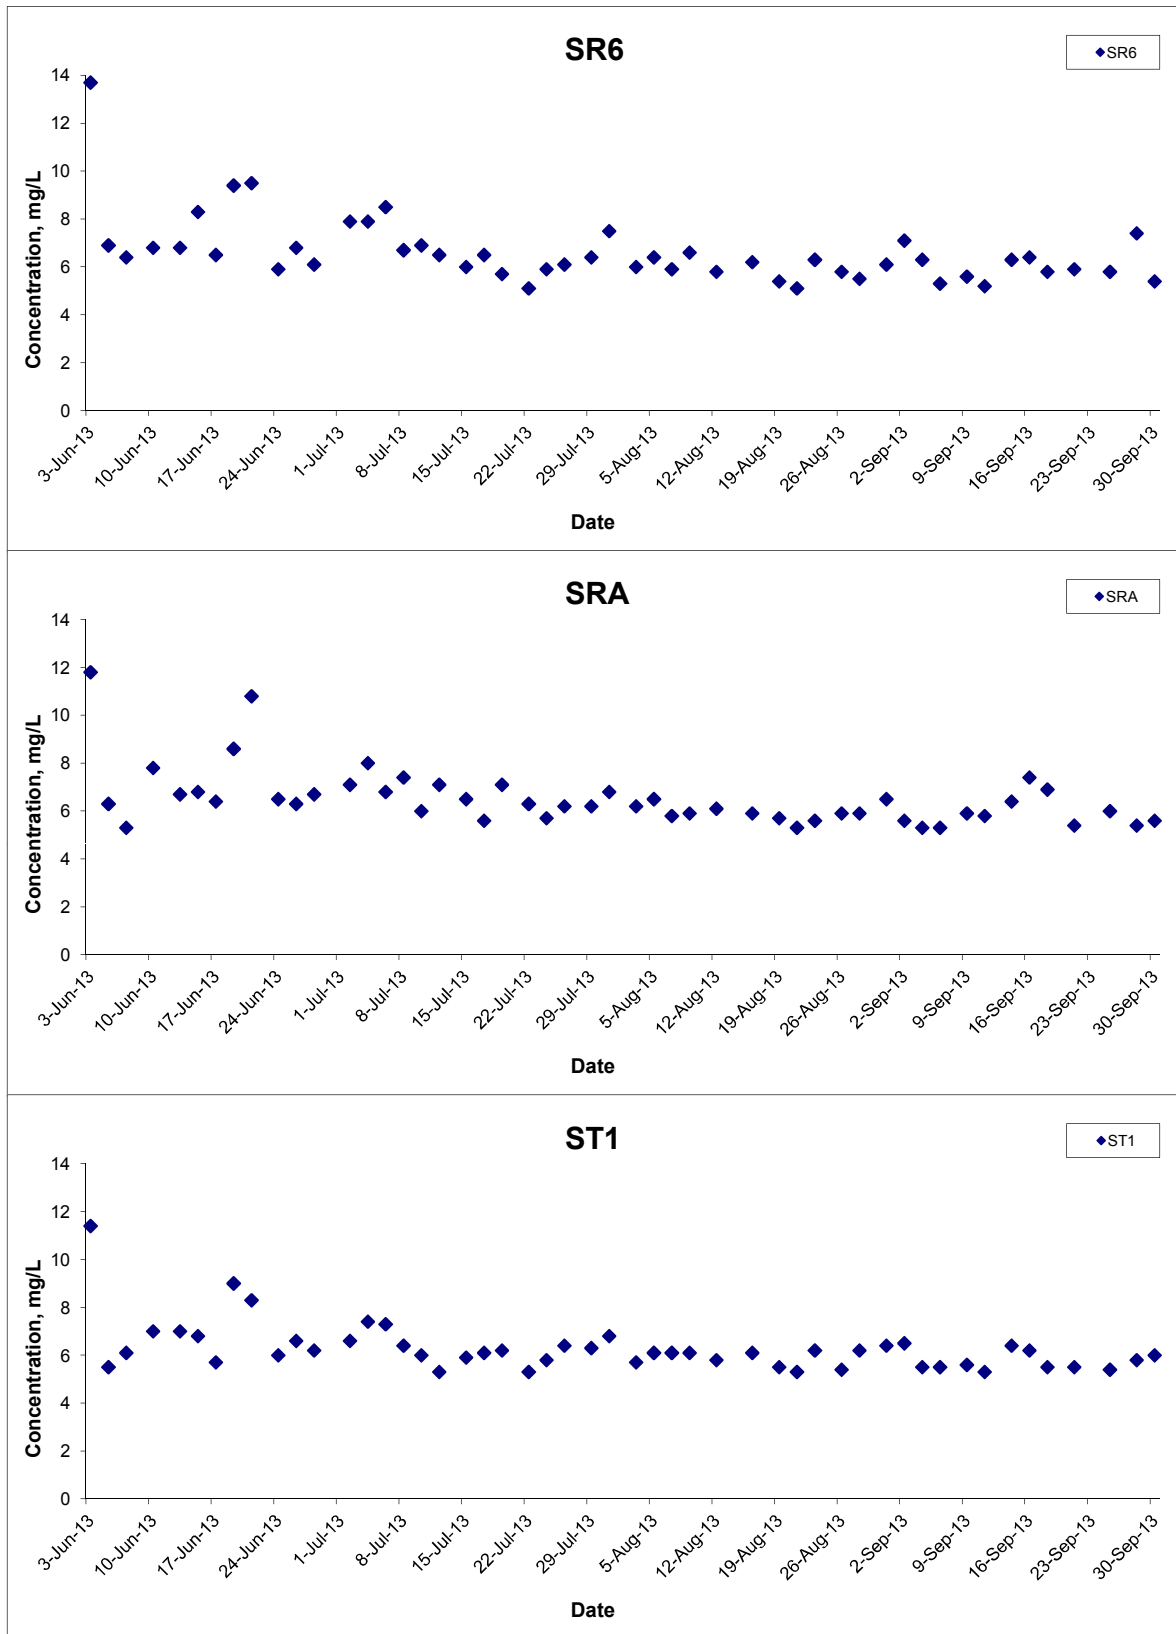 SR6
SR6
14
12
10
8
6
4
2
0
Concentration, mg/L
3-Jun-13
10-Jun-13
17-Jun-13
24-Jun-13
1-Jul-13
8-Jul-13
15-Jul-13
22-Jul-13
29-Jul-13
5-Aug-13
12-Aug-13
19-Aug-13
26-Aug-13
2-Sep-13
9-Sep-13
16-Sep-13
23-Sep-13
30-Sep-13
Date
SRA
SRA
14
12
10
8
6
4
2
0
Concentration, mg/L
3-Jun-13
10-Jun-13
17-Jun-13
24-Jun-13
1-Jul-13
8-Jul-13
15-Jul-13
22-Jul-13
29-Jul-13
5-Aug-13
12-Aug-13
19-Aug-13
26-Aug-13
2-Sep-13
9-Sep-13
16-Sep-13
23-Sep-13
30-Sep-13
Date
ST1
ST1
14
12
10
8
6
4
2
0
Concentration, mg/L
3-Jun-13
10-Jun-13
17-Jun-13
24-Jun-13
1-Jul-13
8-Jul-13
15-Jul-13
22-Jul-13
29-Jul-13
5-Aug-13
12-Aug-13
19-Aug-13
26-Aug-13
2-Sep-13
9-Sep-13
16-Sep-13
23-Sep-13
30-Sep-13
Date